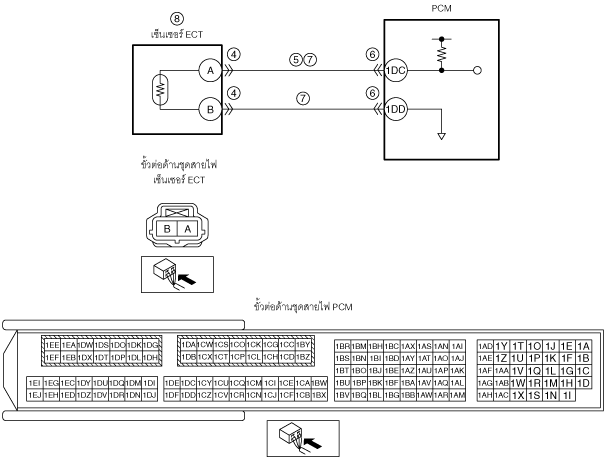 ⑧
เซ็นเซอร์ ECT
PCM
④ ⑤⑦ ⑥
A 1DC
④ ⑦ ⑥
B 1DD
ขั้วต่อด้านชุดสายไฟ
เซ็นเซอร์ ECT
B A
ขั้วต่อด้านชุดสายไฟ PCM
1EE 1EA 1DW 1DS 1DO 1DK 1DG 1DA 1CW 1CS 1CO 1CK 1CG 1CC 1BY 1BR 1BM 1BH 1BC 1AX 1AS 1AN 1AI 1AD 1Y 1T 1O 1J 1E 1A
1EF 1EB 1DX 1DT 1DP 1DL 1DH 1DB 1CX 1CT 1CP 1CL 1CH 1CD 1BZ 1BS 1BN 1BI 1BD 1AY 1AT 1AO 1AJ 1AE 1Z 1U 1P 1K 1F 1B
1BT 1BO 1BJ 1BE 1AZ 1AU 1AP 1AK 1AF 1AA 1V 1Q 1L 1G 1C
1EI 1EG 1EC 1DY 1DU 1DQ 1DM 1DI 1DE 1DC 1CY 1CU 1CQ 1CM 1CI 1CE 1CA 1BW 1BU 1BP 1BK 1BF 1BA 1AV 1AQ 1AL 1AG 1AB 1W 1R 1M 1H 1D
1EJ 1EH 1ED 1DZ 1DV 1DR 1DN 1DJ 1DF 1DD 1CZ 1CV 1CR 1CN 1CJ 1CF 1CB 1BX 1BV 1BQ 1BL 1BG 1BB 1AW 1AR 1AM 1AH 1AC 1X 1S 1N 1I